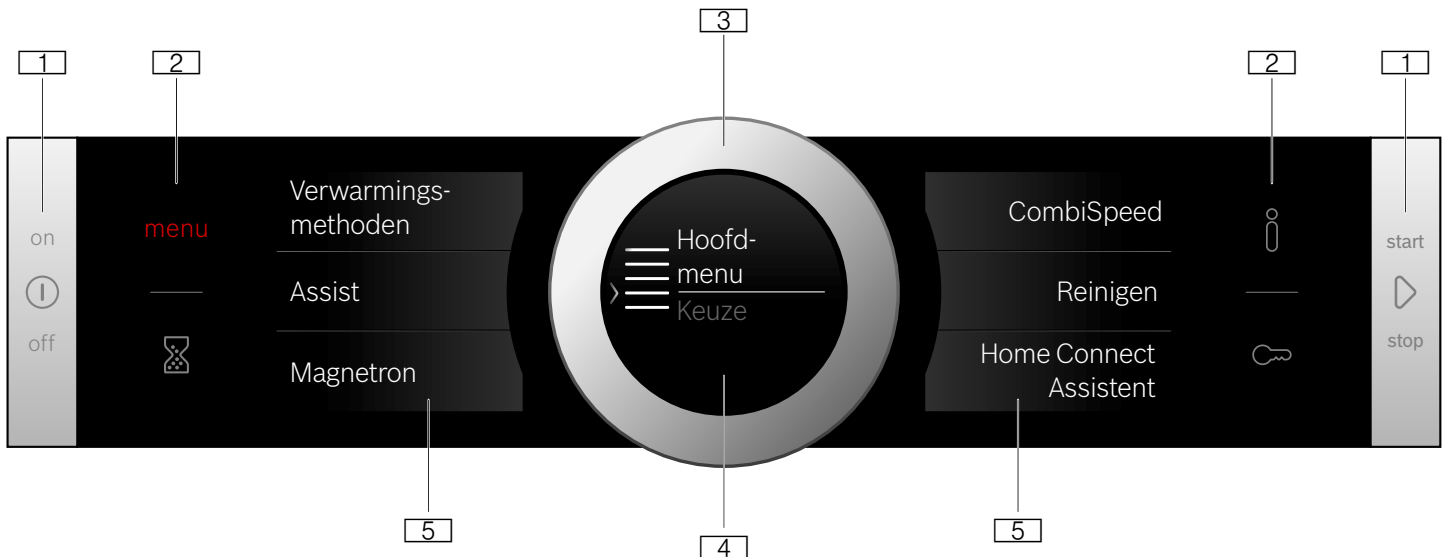 3
1
2
2
1
on
off
menu
Verwarmings-
methoden
Assist
Magnetron
Hoofd-
menu
Keuze
CombiSpeed
Reinigen
Home Connect
Assistent
start
stop
5
4
5